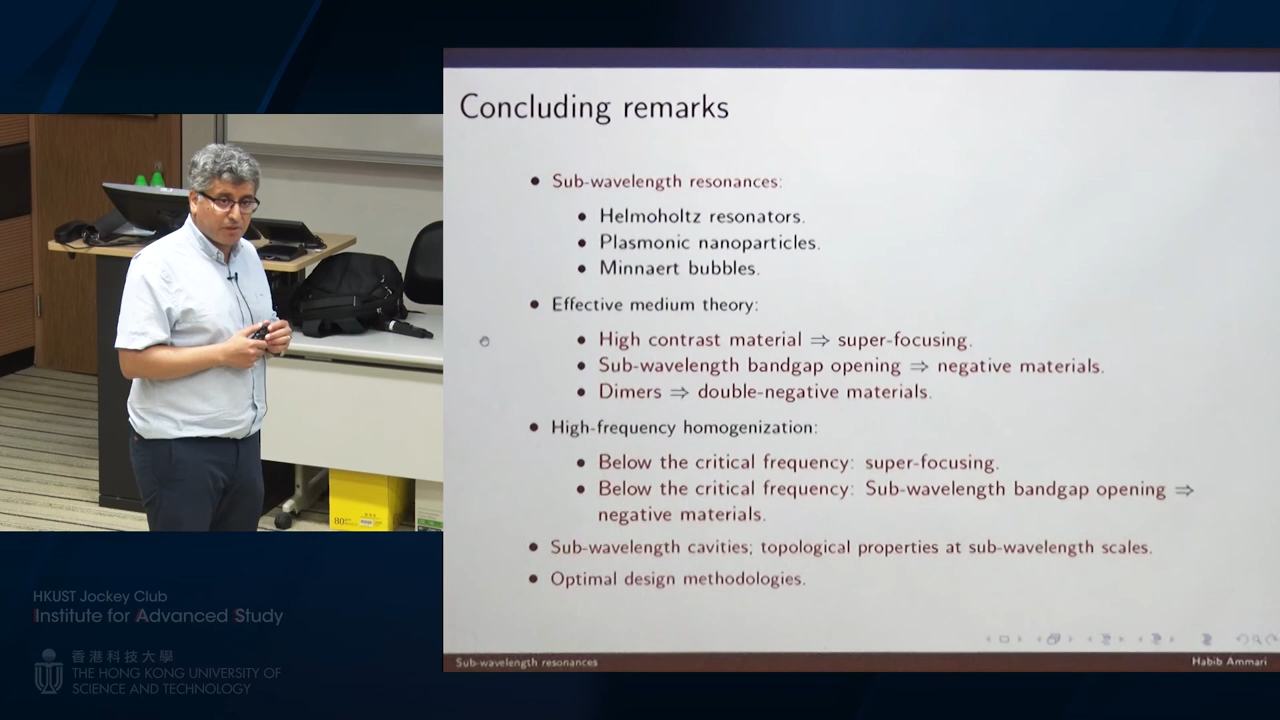 Concluding remarks
Sub-wavelength resonances:
Helmoholtz resonators.
Plasmonic nanoparticles.
Minnaert bubbles.
Effective medium theory:
High contrast material ⇒ super-focusing.
Sub-wavelength bandgap opening ⇒ negative materials.
Dimers ⇒ double-negative materials.
High-frequency homogenization:
Below the critical frequency: super-focusing.
Below the critical frequency: Sub-wavelength bandgap opening ⇒
negative materials.
Sub-wavelength cavities; topological properties at sub-wavelength scales.
Optimal design methodologies.
Sub-wavelength resonances
Habib Ammari
80
HKUST Jockey Club
Institute for Advanced Study
香港科技大學
THE HONG KONG UNIVERSITY OF
SCIENCE AND TECHNOLOGY